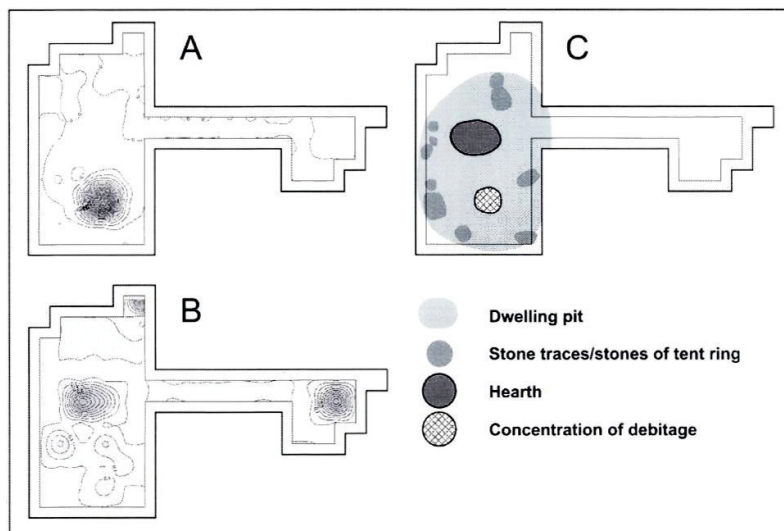 A
C
B
Dwelling pit
Stone traces/stones of tent ring
Hearth
Concentration of debitage